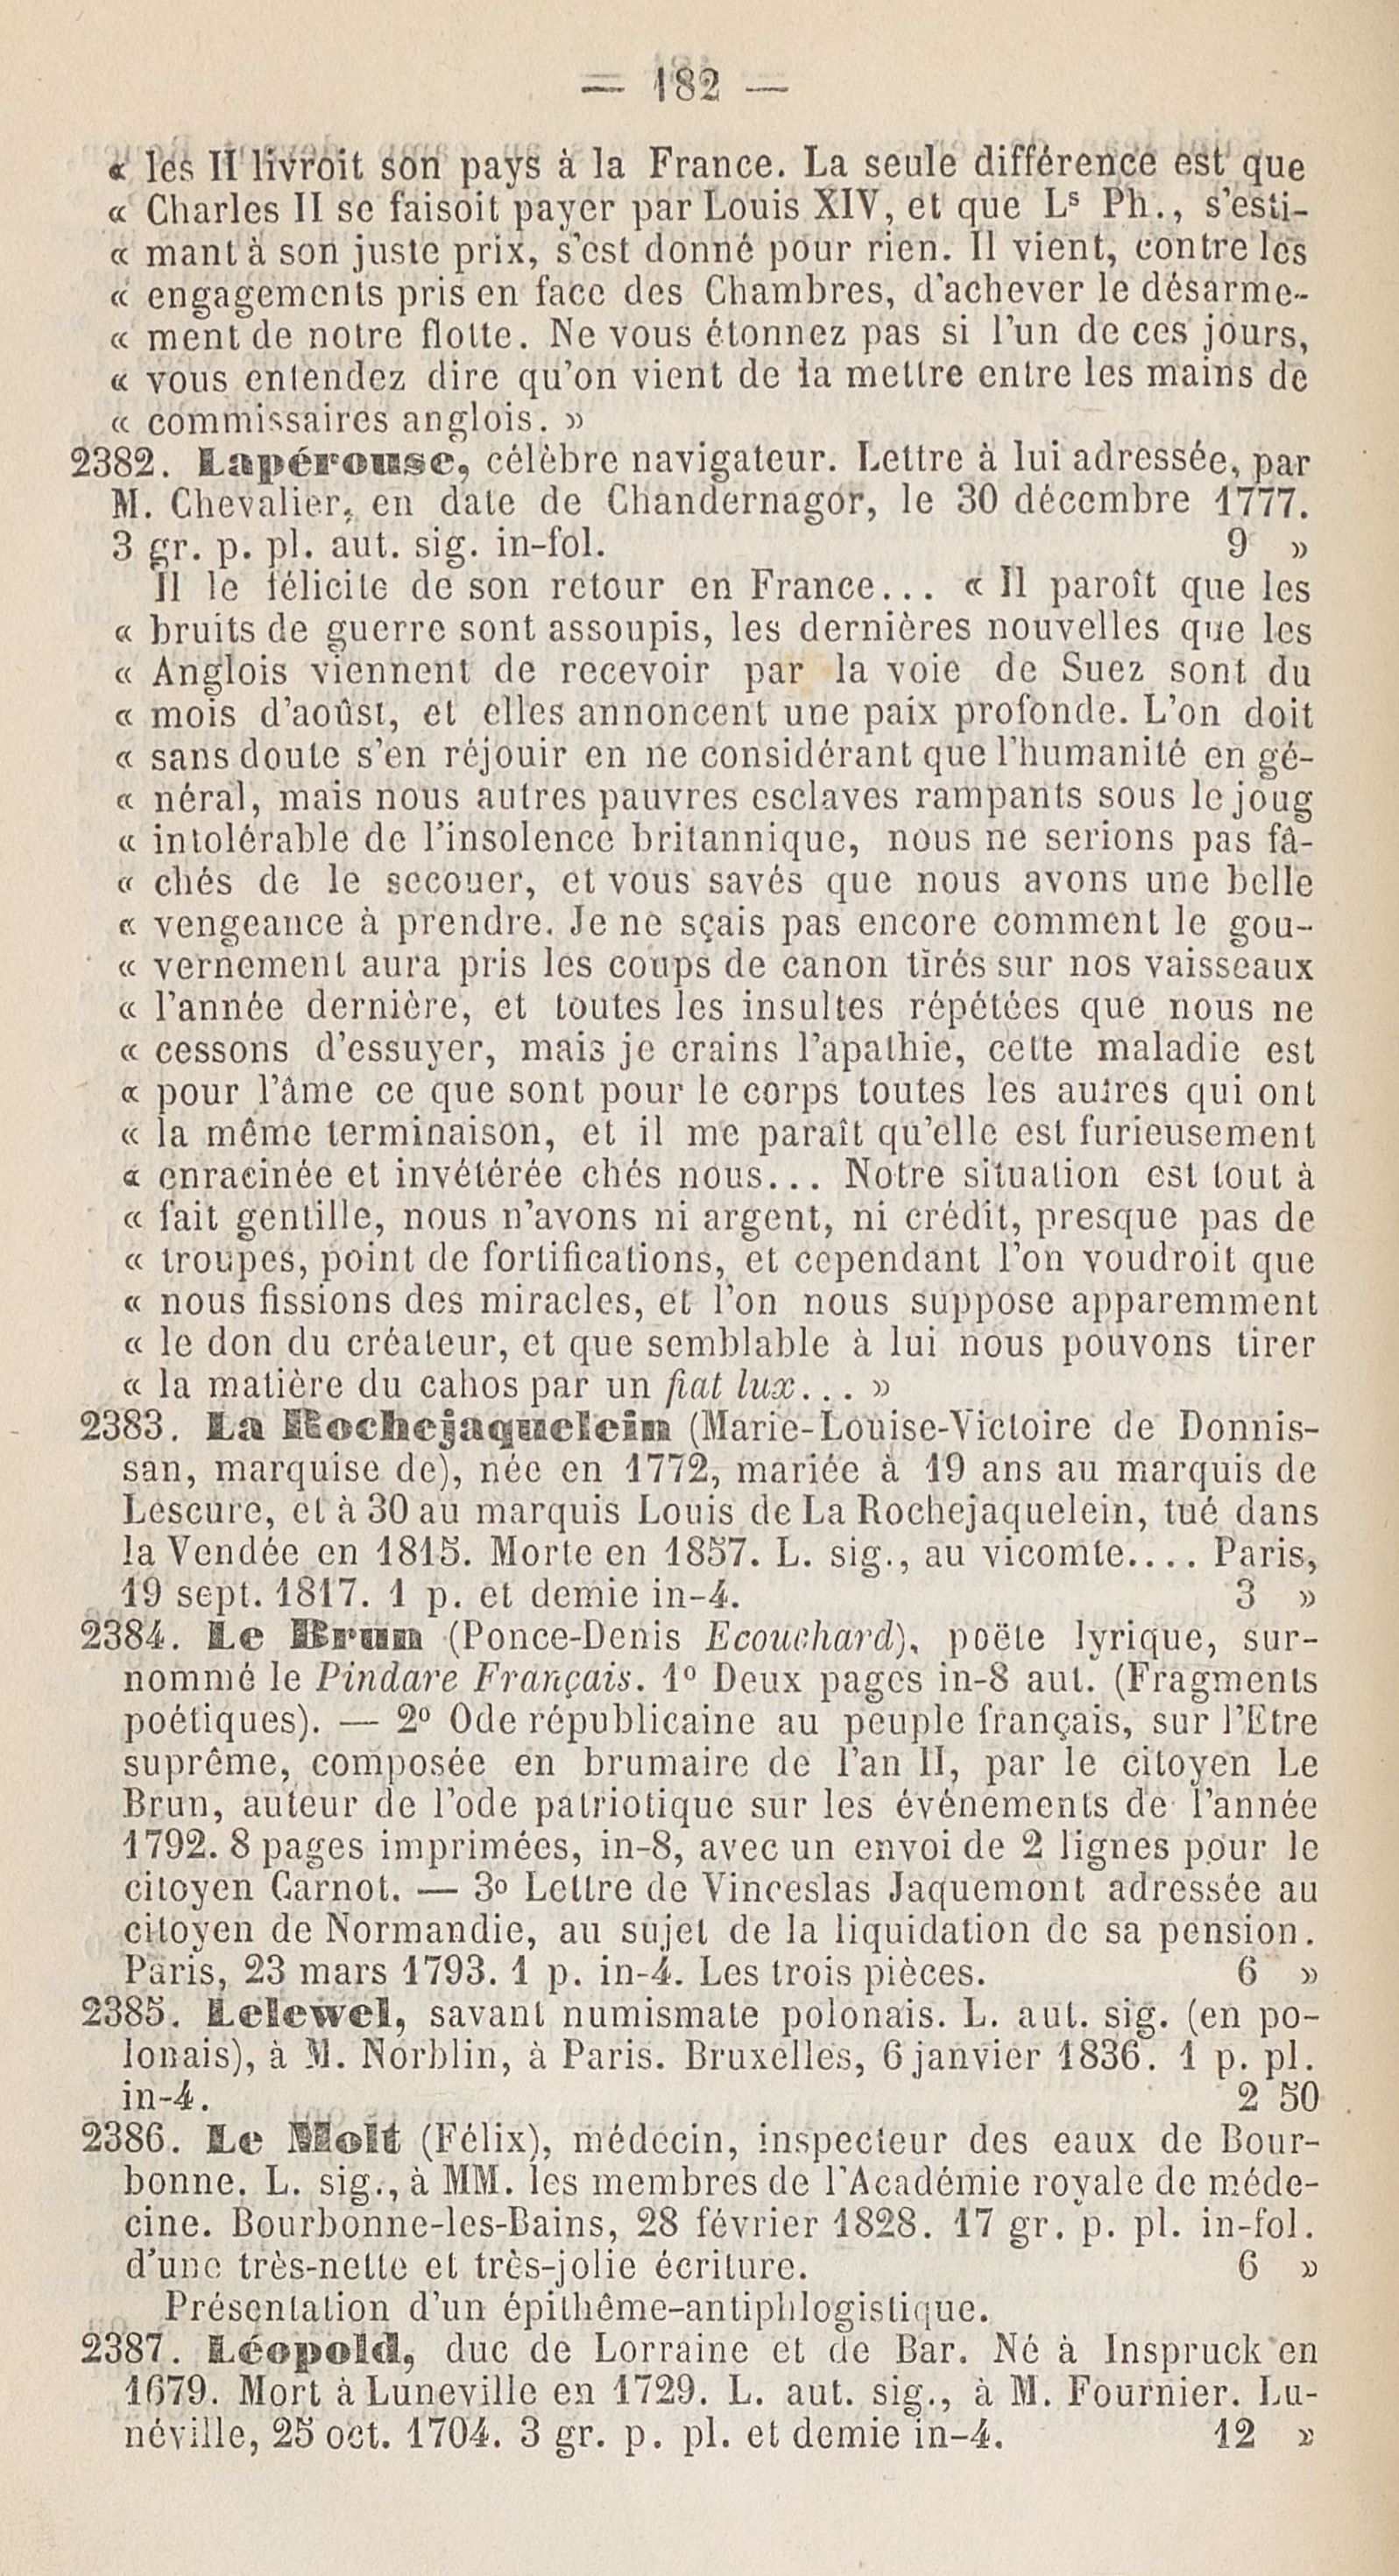 — 182 —
« les II livroit son pays à la France. La seule différence est que
« Charles II se faisoit payer par Louis XIV, et que Ls Ph., s'esti-
« mant à son juste prix, s'est donné pour rien. Il vient, contre les
« engagements pris en face des Chambres, d'achever le désarme-
« ment de notre flotte. Ne vous étonnez pas si l'un de ces jours,
« vous entendez dire qu'on vient de la mettre entre les mains de
« commissaires anglois. »
2382. Lapérouse, célèbre navigateur. Lettre à lui adressée, par
M. Chevalier, en date de Chandernagor, le 30 décembre 1777.
3 gr. p. pl. aut. sig. in-fol. 9 »
Il le félicite de son retour en France... « Il paroît que les
« bruits de guerre sont assoupis, les dernières nouvelles que les
« Anglois viennent de recevoir par la voie de Suez sont du
« mois d'aoûst, et elles annoncent une paix profonde. L'on doit
« sans doute s'en réjouir en ne considérant que l'humanité en gé-
« néral, mais nous autres pauvres esclaves rampants sous le joug
« intolérable de l'insolence britannique, nous ne serions pas fâ-
« chés de le secouer, et vous savés que nous avons une belle
« vengeance à prendre. Je ne sçais pas encore comment le gou-
« vernement aura pris les coups de canon tirés sur nos vaisseaux
« l'année dernière, et toutes les insultes répétées que nous ne
« cessons d'essuyer, mais je crains l'apathie, cette maladie est
« pour l'âme ce que sont pour le corps toutes les autres qui ont
« la même terminaison, et il me paraît qu'elle est furieusement
« enracinée et invétérée chés nous... Notre situation est tout à
« fait gentille, nous n'avons ni argent, ni crédit, presque pas de
« troupes, point de fortifications, et cependant l'on voudroit que
« nous fissions des miracles, et l'on nous suppose apparemment
« le don du créateur, et que semblable à lui nous pouvons tirer
« la matière du cahos par un fiat lux... »
2383. La Rochejaquelein (Marie-Louise-Victoire de Donnis-
san, marquise de), née en 1772, mariée à 19 ans au marquis de
Lescure, et à 30 au marquis Louis de La Rochejaquelein, tué dans
la Vendée en 1815. Morte en 1857. L. sig., au vicomte.... Paris,
19 sept. 1817. 1 p. et demie in-4. 3 »
2384. Le Brun (Ponce-Denis Ecouchard), poëte lyrique, sur-
nommé le Pindare Français. 1º Deux pages in-8 aut. (Fragments
poétiques). — 2º Ode républicaine au peuple français, sur l'Etre
suprême, composée en brumaire de l'an II, par le citoyen Le
Brun, auteur de l'ode patriotique sur les événements de l'année
1792. 8 pages imprimées, in-8, avec un envoi de 2 lignes pour le
citoyen Carnot. — 3º Lettre de Vinceslas Jaquemont adressée au
citoyen de Normandie, au sujet de la liquidation de sa pension.
Paris, 23 mars 1793. 1 p. in-4. Les trois pièces. 6 »
2385. Lelewel, savant numismate polonais. L. aut. sig. (en po-
lonais), à M. Norblin, à Paris. Bruxelles, 6 janvier 1836. 1 p. pl.
in-4. 2 50
2386. Le Molt (Félix), médecin, inspecteur des eaux de Bour-
bonne. L. sig., à MM. les membres de l'Académie royale de méde-
cine. Bourbonne-les-Bains, 28 février 1828. 17 gr. p. pl. in-fol.
d'une très-nette et très-jolie écriture. 6 »
Présentation d'un épithême-antiphlogistique.
2387. Léopold, duc de Lorraine et de Bar. Né à Inspruck en
1679. Mort à Luneville en 1729. L. aut. sig., à M. Fournier. Lu-
néville, 25 oct. 1704. 3 gr. p. pl. et demie in-4. 12 »